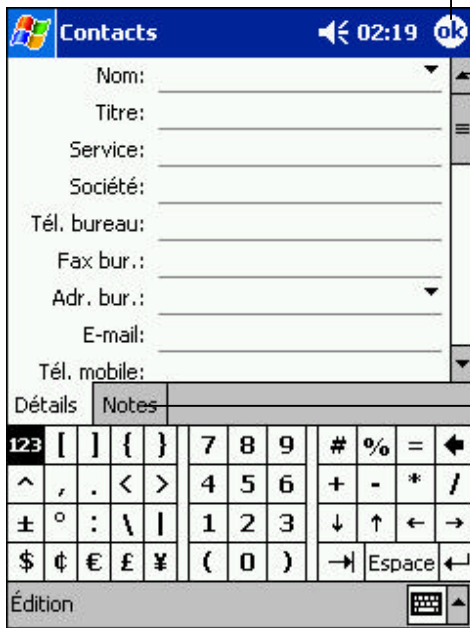 Contacts 02:19 ok
Nom:
Titre:
Service:
Société:
Tél. bureau:
Fax bur.:
Adr. bur.:
E-mail:
Tél. mobile:
Détails Notes
123 [ ] { } 7 8 9 # % = 🡄
^ , . < > 4 5 6 + - * /
± ° : \ | 1 2 3 ↓ ↑ ← →
$ ¢ € £ ¥ ( 0 ) →| Espace ↵
Édition